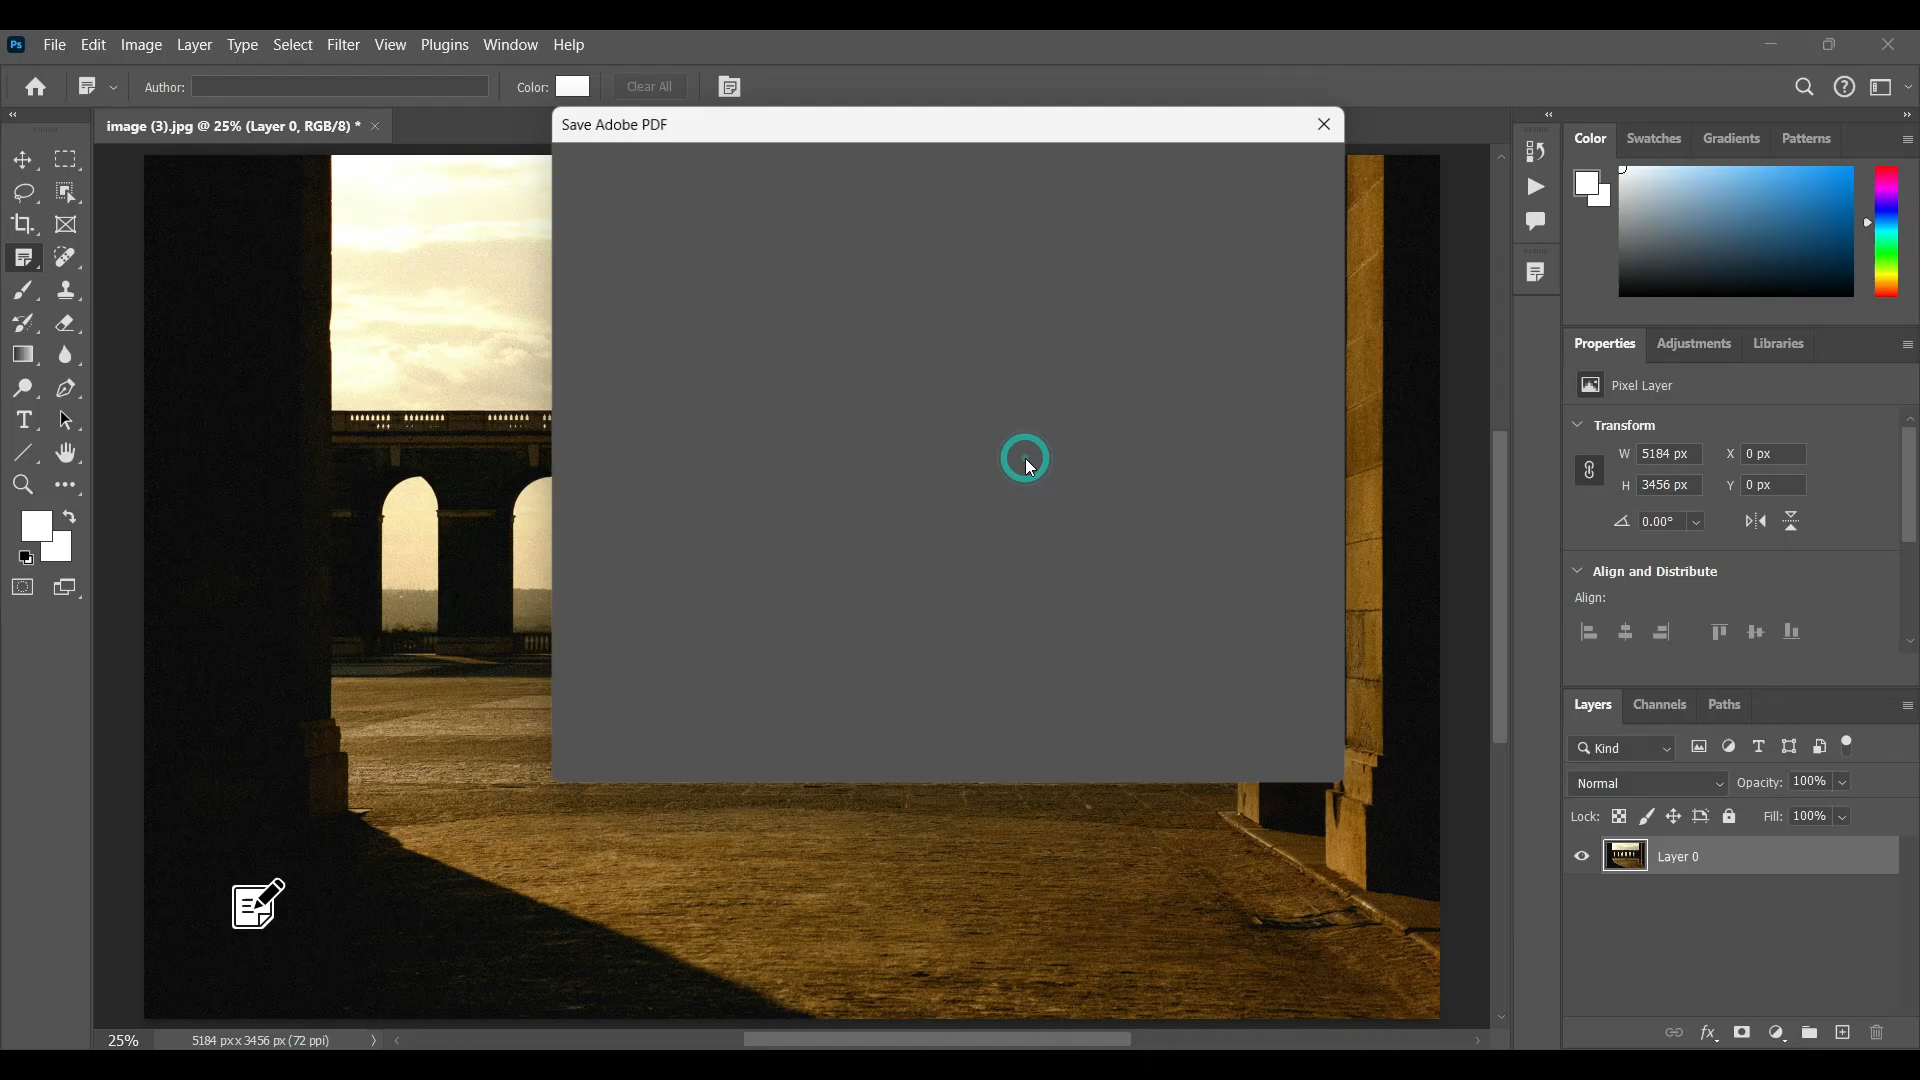 Ps File Edit Image Layer Type Select Filter View Plugins Window Help
Author: Color: Clear All
image (3).jpg @ 25% (Layer 0, RGB/8) *
Save Adobe PDF
Color Swatches Gradients Patterns
Properties Adjustments Libraries
Pixel Layer
Transform
W 5184 px X 0 px
H 3456 px Y 0 px
0.00°
Align and Distribute
Align:
Layers Channels Paths
Kind
Normal Opacity: 100%
Lock: Fill: 100%
Layer 0
25% 5184 px x 3456 px (72 ppi)